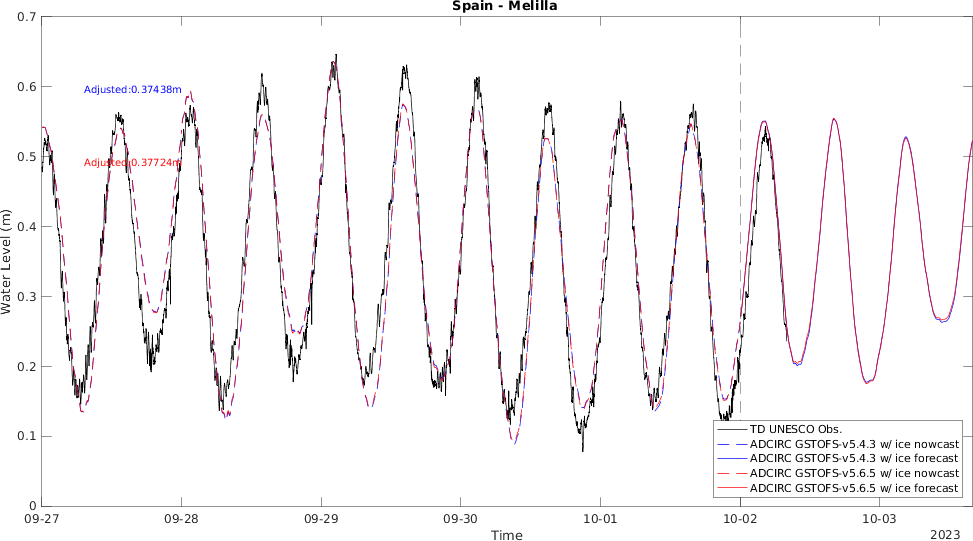 Spain - Melilla
0.7
0.6
0.5
0.4
0.3
0.2
0.1
0
Water Level (m)
Adjusted:0.37438m
Adjusted:0.37724m
TD UNESCO Obs.
ADCIRC GSTOFS-v5.4.3 w/ ice nowcast
ADCIRC GSTOFS-v5.4.3 w/ ice forecast
ADCIRC GSTOFS-v5.6.5 w/ ice nowcast
ADCIRC GSTOFS-v5.6.5 w/ ice forecast
09-27 09-28 09-29 09-30 10-01 10-02 10-03
Time
2023